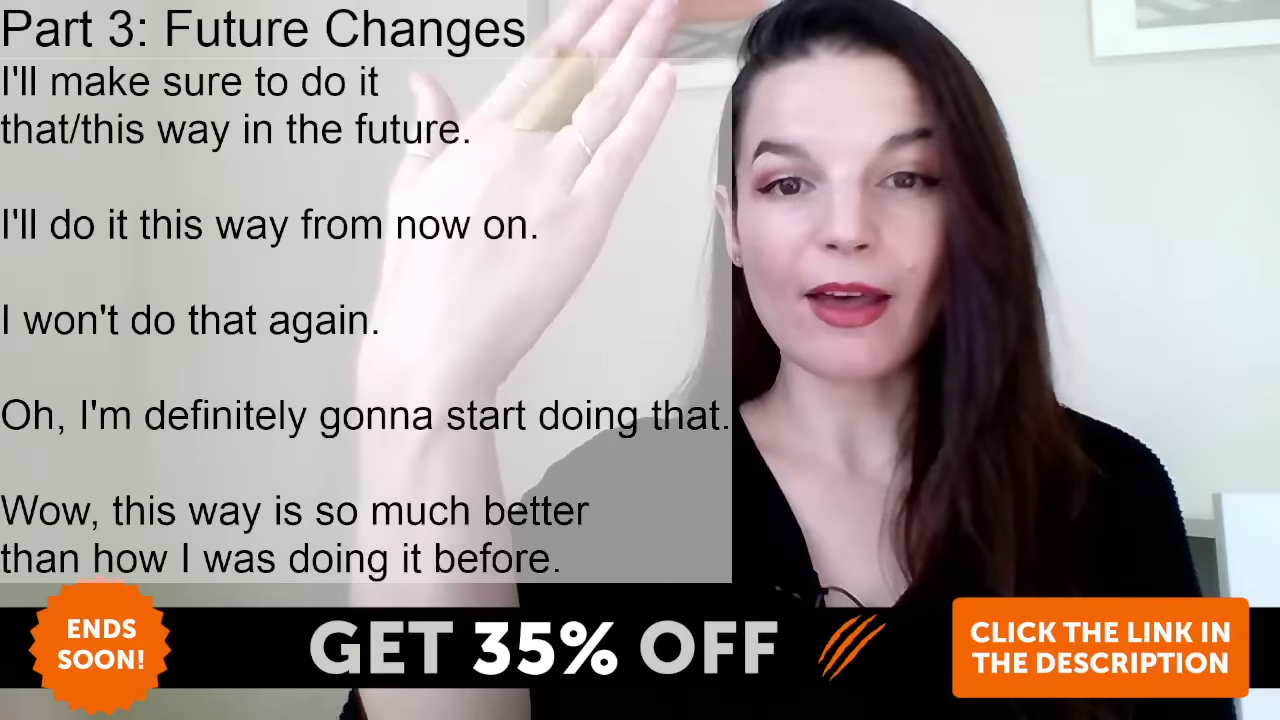 Part 3: Future Changes
I'll make sure to do it
that/this way in the future.
I'll do it this way from now on.
I won't do that again.
Oh, I'm definitely gonna start doing that.
Wow, this way is so much better
than how I was doing it before.
ENDS
SOON!
GET 35% OFF
CLICK THE LINK IN
THE DESCRIPTION